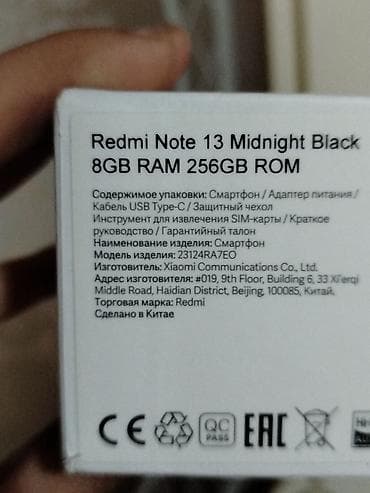 Redmi Note 13 Midnight Black
8GB RAM 256GB ROM
Содержимое упаковки: Смартфон / Адаптер питания /
Кабель USB Type-C / Защитный чехол
Инструмент для извлечения SIM-карты / Краткое
руководство / Гарантийный талон
Наименование изделия: Смартфон
Модель изделия: 23124RA7EO
Изготовитель: Xiaomi Communications Co., Ltd.
Адрес изготовителя: #019, 9th Floor, Building 6, 33 Xi'erqi
Middle Road, Haidian District, Beijing, 100085, Китай.
Торговая марка: Redmi
Сделано в Китае
CE QC PASS EAC